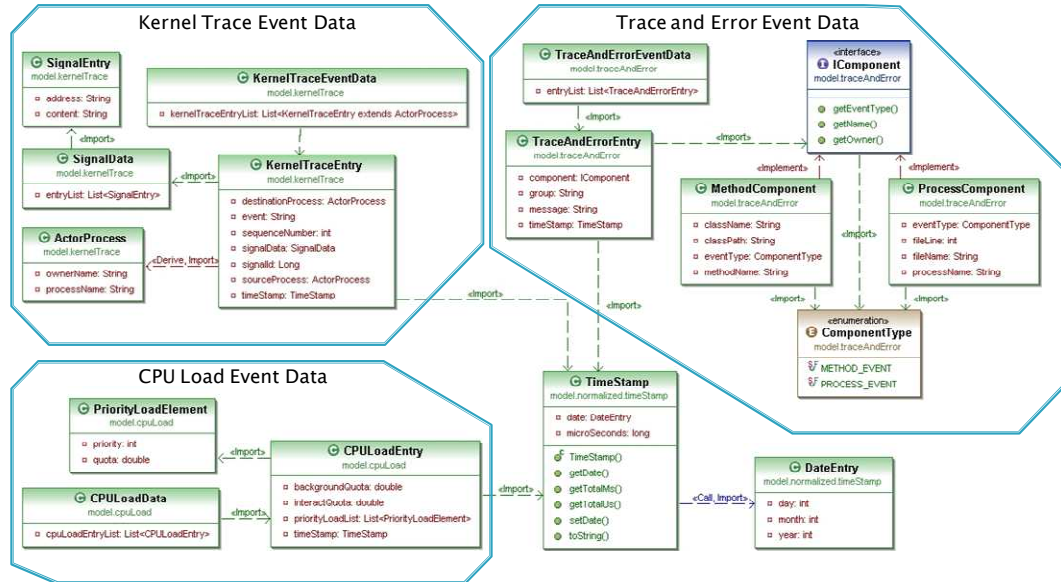 Kernel Trace Event Data
SignalEntry
model.kernelTrace
address: String
content: String
KernelTraceEventData
model.kernelTrace
kernelTraceEntryList: List<KernelTraceEntry extends ActorProcess>
«Import»
SignalData
model.kernelTrace
entryList: List<SignalEntry>
«Import»
«Import»
KernelTraceEntry
model.kernelTrace
destinationProcess: ActorProcess
event: String
sequenceNumber: int
signalData: SignalData
signalId: Long
sourceProcess: ActorProcess
timeStamp: TimeStamp
ActorProcess
model.kernelTrace
ownerName: String
processName: String
«Derive, Import»
«Import»
Trace and Error Event Data
TraceAndErrorEventData
model.traceAndError
entryList: List<TraceAndErrorEntry>
«Import»
TraceAndErrorEntry
model.traceAndError
component: IComponent
group: String
message: String
timeStamp: TimeStamp
«Import»
«interface»
IComponent
model.traceAndError
getEventType()
getName()
getOwner()
«Implement»
«Implement»
MethodComponent
model.traceAndError
className: String
classPath: String
eventType: ComponentType
methodName: String
«Import»
ProcessComponent
model.traceAndError
eventType: ComponentType
fileLine: int
fileName: String
processName: String
«Import»
«Import»
«Import»
«enumeration»
ComponentType
model.traceAndError
METHOD_EVENT
PROCESS_EVENT
CPU Load Event Data
PriorityLoadElement
model.cpuLoad
priority: int
quota: double
«Import»
CPULoadData
model.cpuLoad
cpuLoadEntryList: List<CPULoadEntry>
«Import»
CPULoadEntry
model.cpuLoad
backgroundQuota: double
interactQuota: double
priorityLoadList: List<PriorityLoadElement>
timeStamp: TimeStamp
«Import»
TimeStamp
model.normalized.timeStamp
date: DateEntry
microSeconds: long
TimeStamp()
getDate()
getTotalMs()
getTotalUs()
setDate()
toString()
«Call, Import»
DateEntry
model.normalized.timeStamp
day: int
month: int
year: int